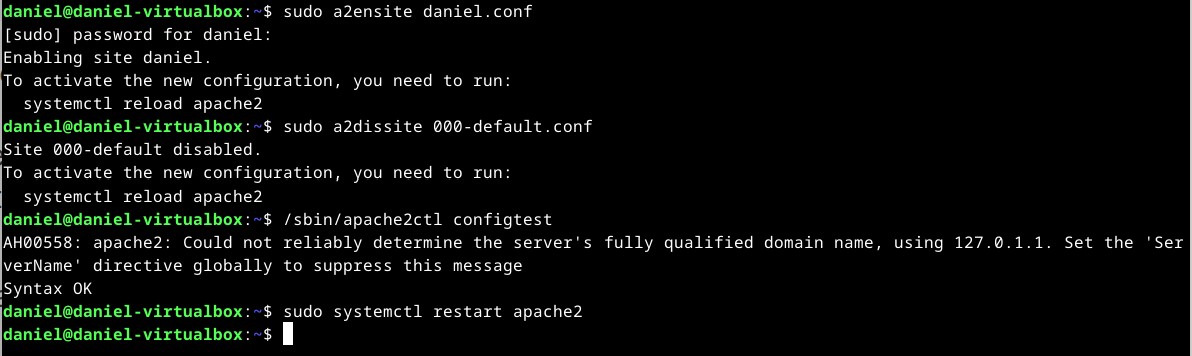 daniel@daniel-virtualbox:~$ sudo a2ensite daniel.conf
[sudo] password for daniel:
Enabling site daniel.
To activate the new configuration, you need to run:
  systemctl reload apache2
daniel@daniel-virtualbox:~$ sudo a2dissite 000-default.conf
Site 000-default disabled.
To activate the new configuration, you need to run:
  systemctl reload apache2
daniel@daniel-virtualbox:~$ /sbin/apache2ctl configtest
AH00558: apache2: Could not reliably determine the server's fully qualified domain name, using 127.0.1.1. Set the 'Ser
verName' directive globally to suppress this message
Syntax OK
daniel@daniel-virtualbox:~$ sudo systemctl restart apache2
daniel@daniel-virtualbox:~$